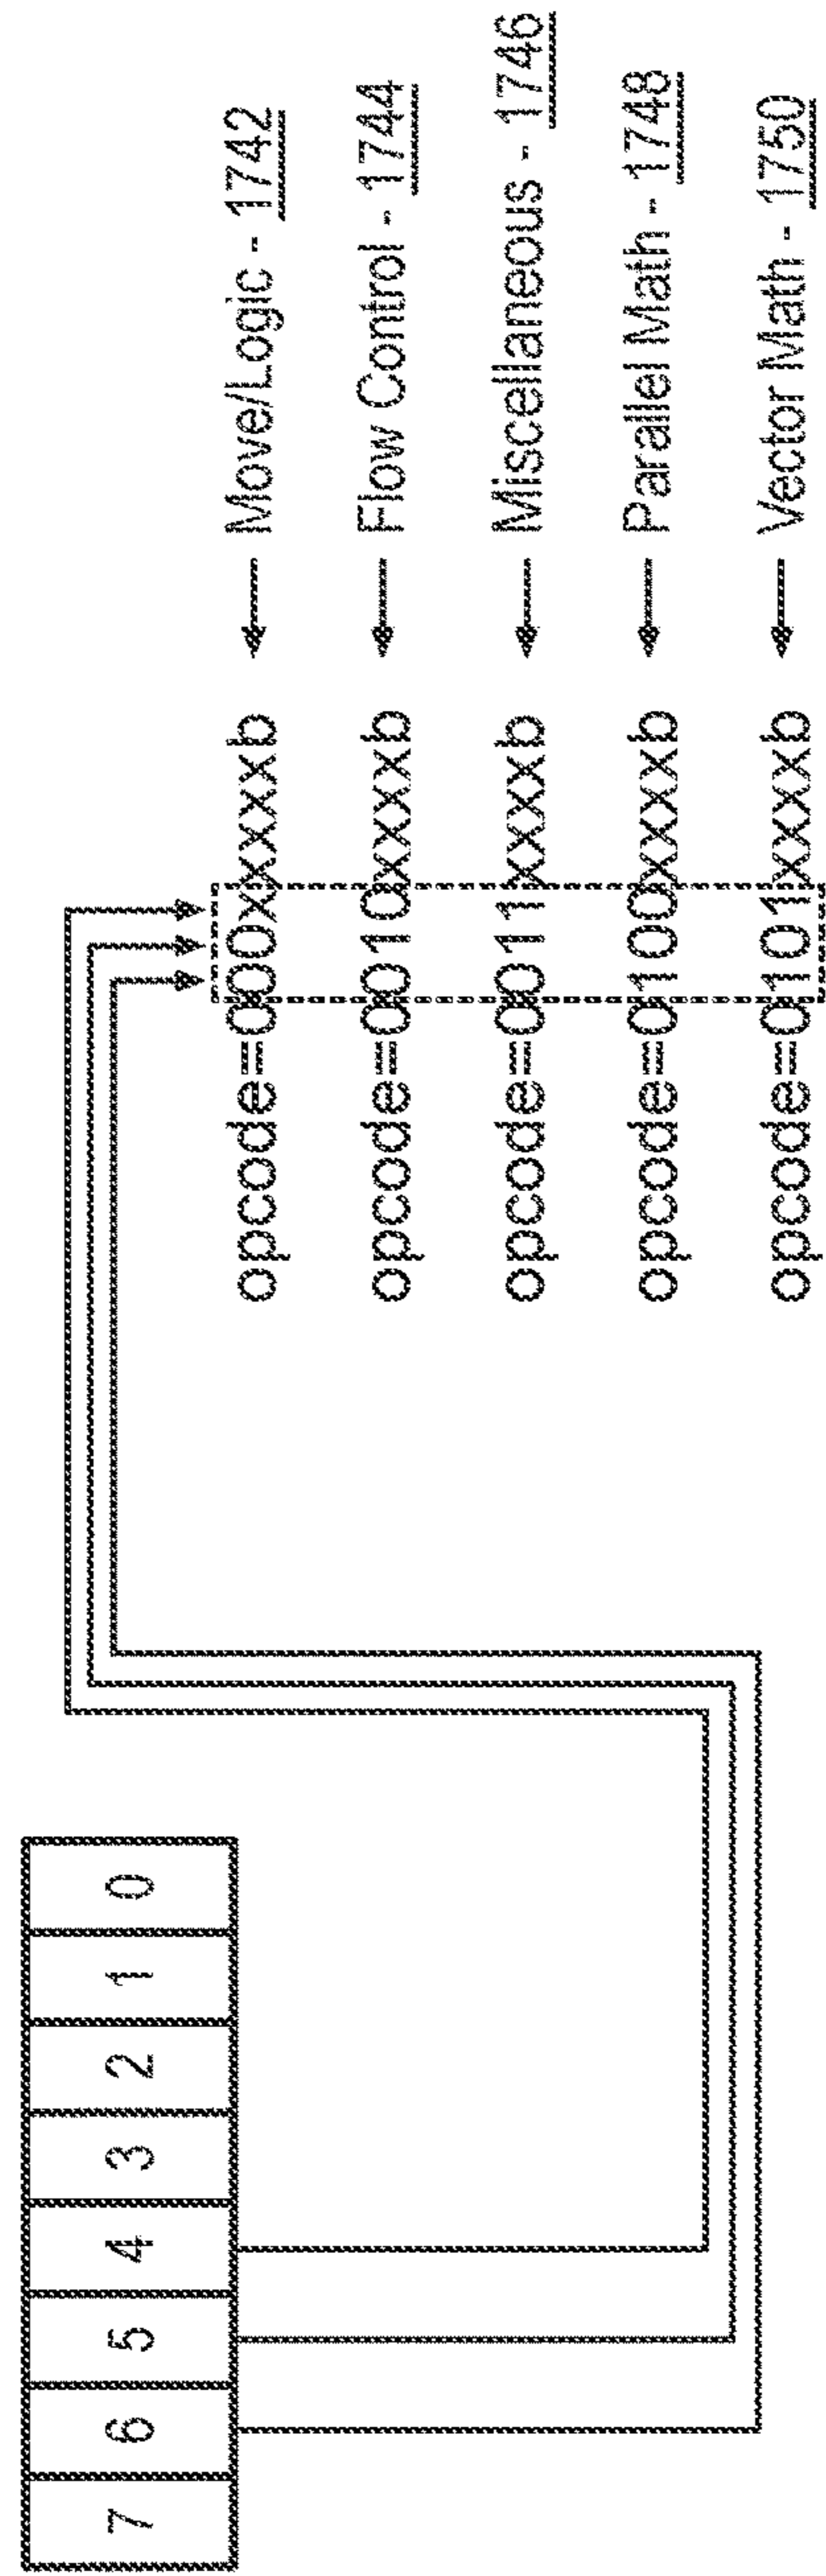 7 6 5 4 3 2 1 0
opcode=000xxxxxb ← Move/Logic - 1742
opcode=0010xxxxb ← Flow Control - 1744
opcode=0011xxxxb ← Miscellaneous - 1746
opcode=0100xxxxb ← Parallel Math - 1748
opcode=0101xxxxb ← Vector Math - 1750